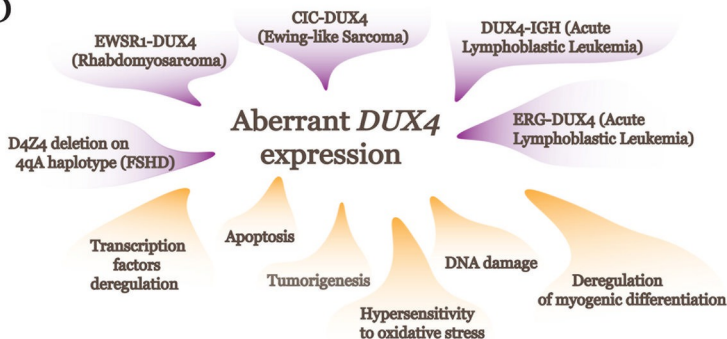 CIC-DUX4
(Ewing-like Sarcoma)
EWSR1-DUX4
(Rhabdomyosarcoma)
DUX4-IGH (Acute
Lymphoblastic Leukemia)
Aberrant DUX4
expression
ERG-DUX4 (Acute
Lymphoblastic Leukemia)
D4Z4 deletion on
4qA haplotype (FSHD)
Transcription
factors
deregulation
Apoptosis
Tumorigenesis
Hypersensitivity
to oxidative stress
DNA damage
Deregulation
of myogenic differentiation